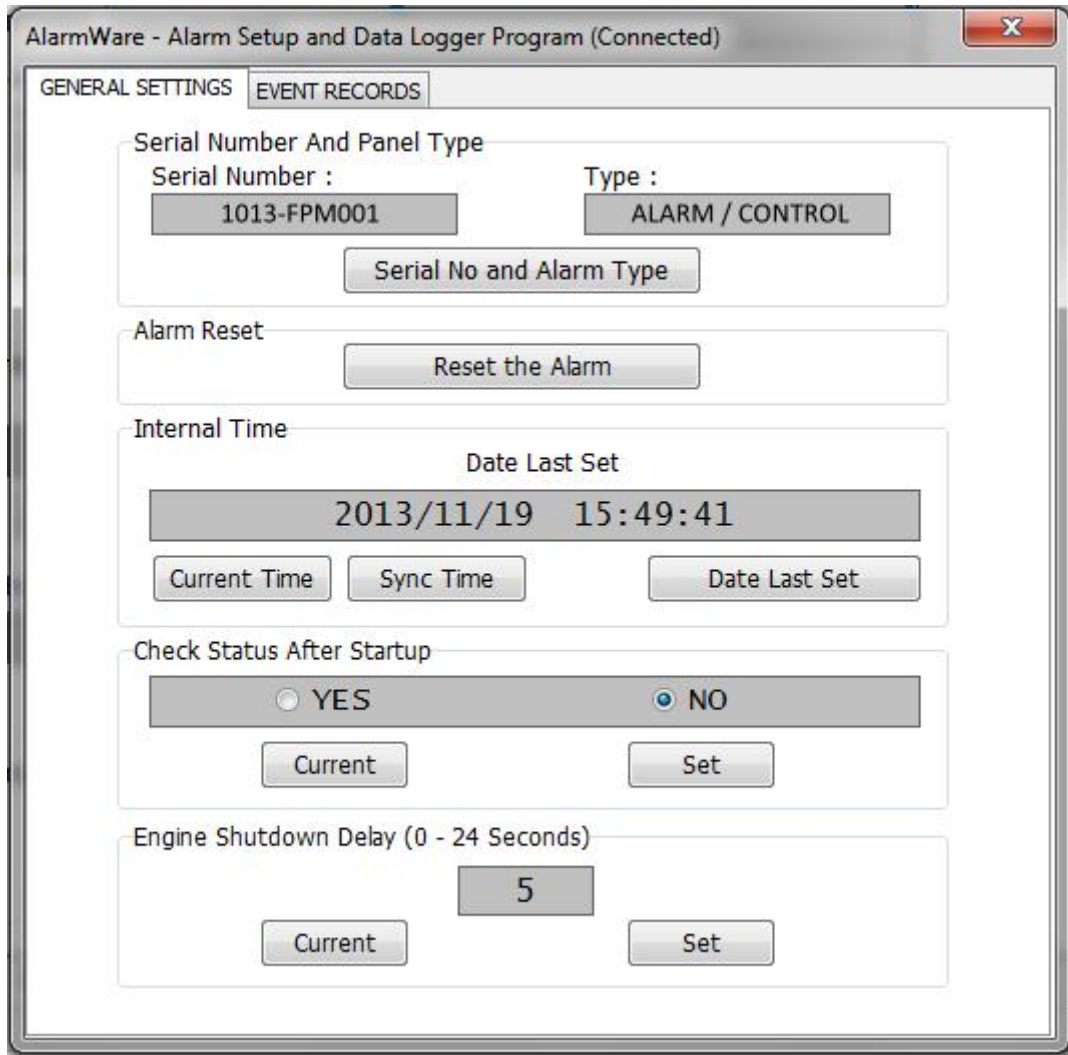 AlarmWare - Alarm Setup and Data Logger Program (Connected)
GENERAL SETTINGS EVENT RECORDS
Serial Number And Panel Type
Serial Number : Type :
1013-FPM001 ALARM / CONTROL
Serial No and Alarm Type
Alarm Reset
Reset the Alarm
Internal Time
Date Last Set
2013/11/19 15:49:41
Current Time Sync Time Date Last Set
Check Status After Startup
YES NO
Current Set
Engine Shutdown Delay (0 - 24 Seconds)
5
Current Set